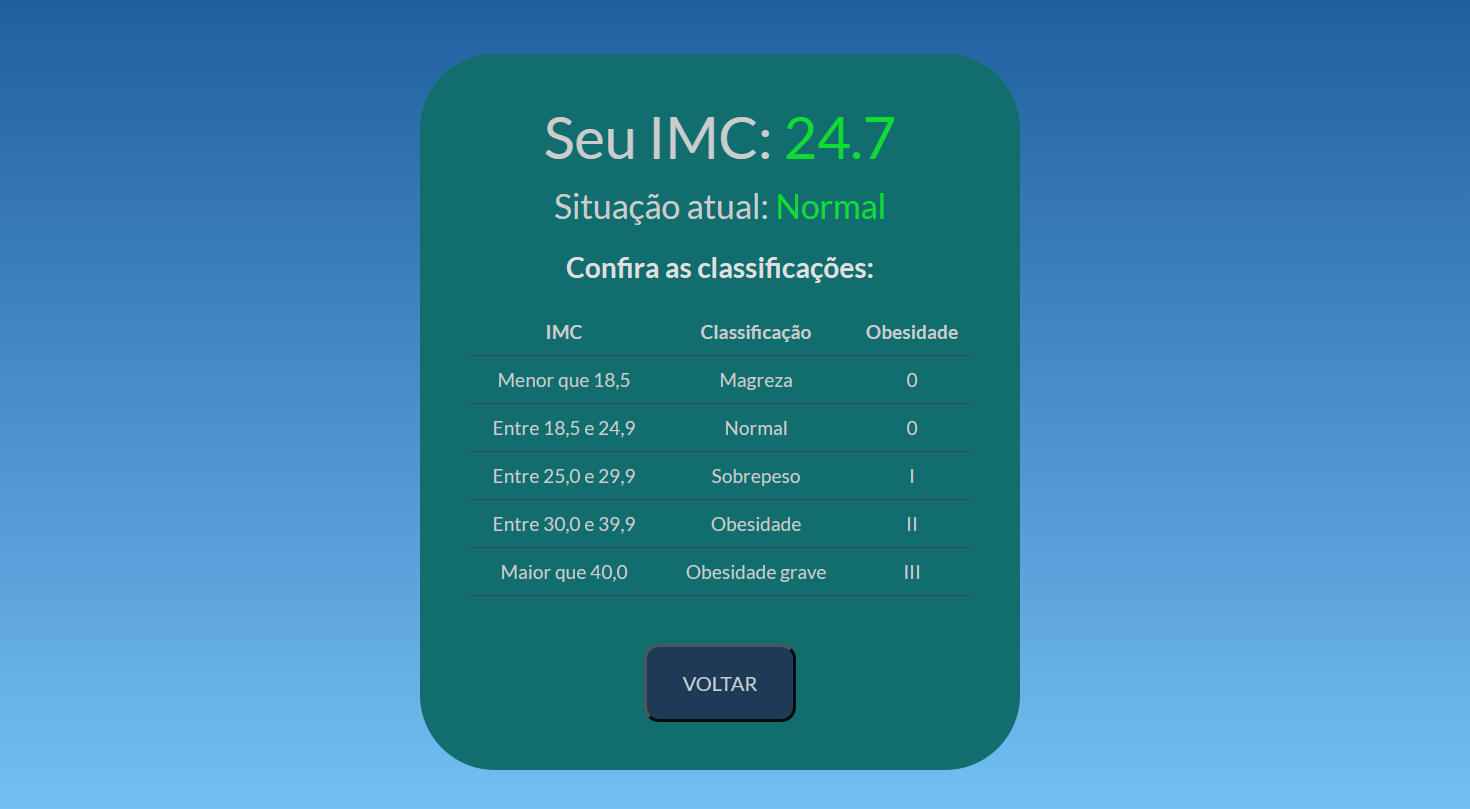 Seu IMC: 24.7
Situação atual: Normal
Confira as classificações:
IMC Classificação Obesidade
Menor que 18,5 Magreza 0
Entre 18,5 e 24,9 Normal 0
Entre 25,0 e 29,9 Sobrepeso I
Entre 30,0 e 39,9 Obesidade II
Maior que 40,0 Obesidade grave III
VOLTAR